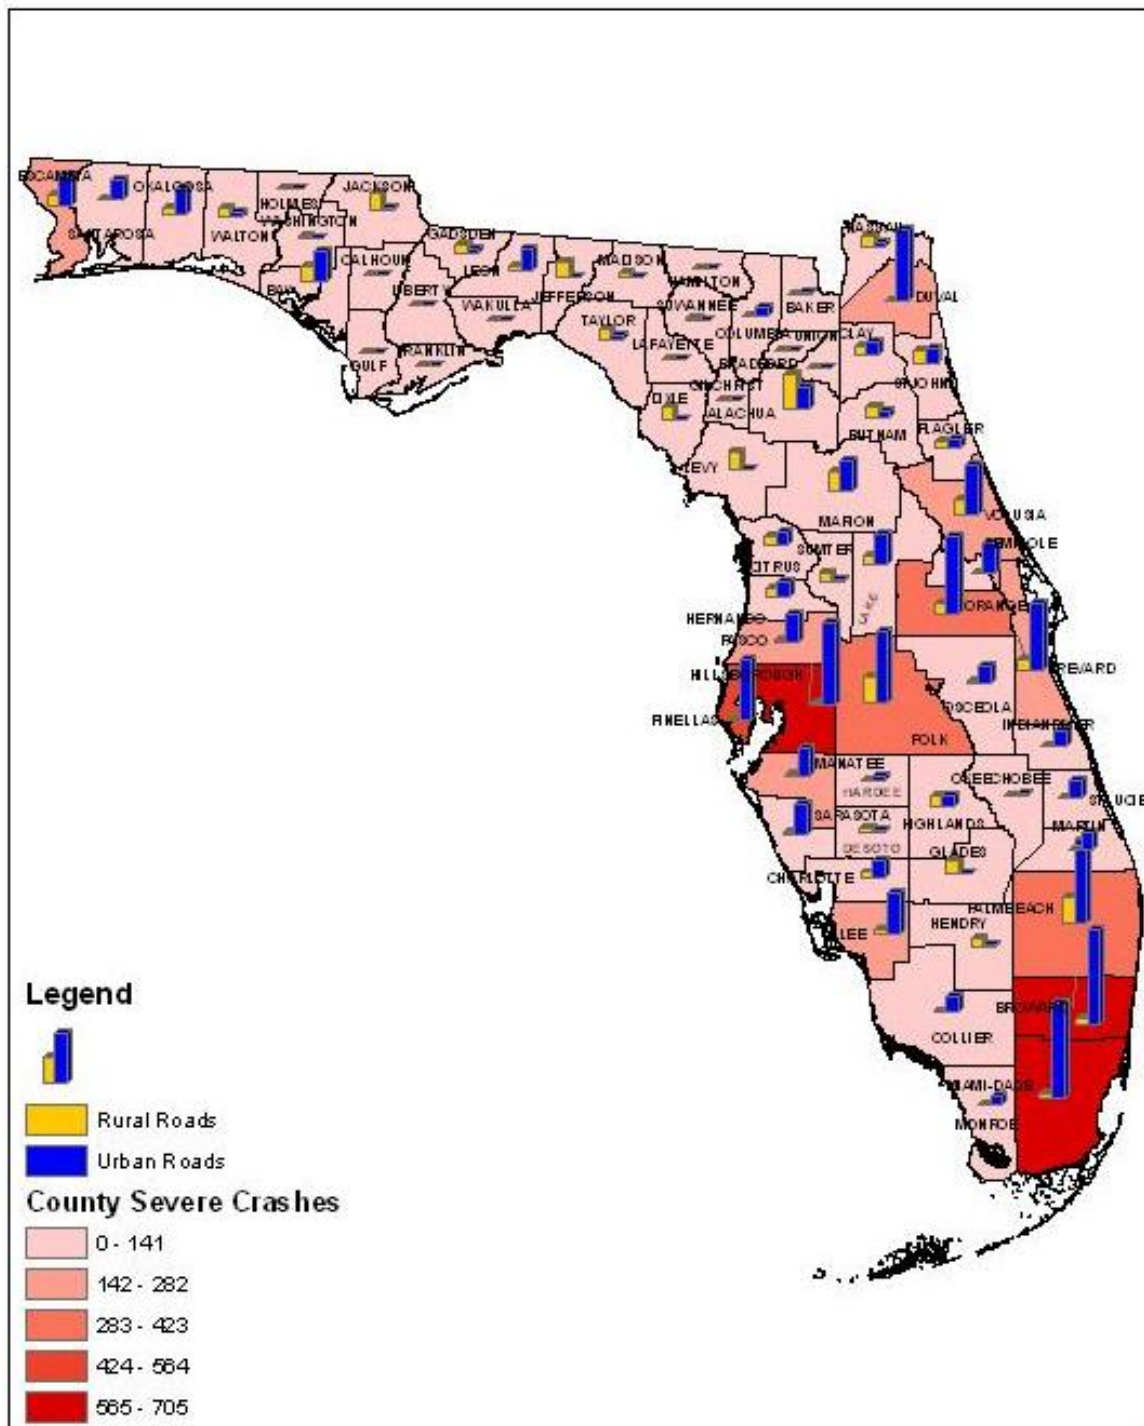 ESCAMBIA
SANTAROSA
OKALOOSA
WALTON
HOLMES
WASHINGTON
JACKSON
BAY
CALHOUN
GULF
LIBERTY
FRANKLIN
GADSDEN
LEON
WAKULLA
JEFFERSON
MADISON
TAYLOR
HAMILTON
SUWANNEE
LAFAYETTE
DIXIE
COLUMBIA
GILCHRIST
BAKER
UNION
BRADFORD
ALACHUA
NASSAU
DUVAL
CLAY
ST JOHNS
PUTNAM
FLAGLER
LEVY
MARION
VOLUSIA
CITRUS
SUMTER
LAKE
SEMINOLE
ORANGE
HERNANDO
PASCO
HILLSBOROUGH
PINELLAS
POLK
OSCEOLA
BREVARD
INDIAN RIVER
MANATEE
HARDEE
OKEECHOBEE
ST LUCIE
SARASOTA
DESOTO
HIGHLANDS
MARTIN
CHARLOTTE
GLADES
LEE
HENDRY
PALM BEACH
COLLIER
BROWARD
MIAMI-DADE
MONROE
Legend
Rural Roads
Urban Roads
County Severe Crashes
0 - 141
142 - 282
283 - 423
424 - 564
565 - 705